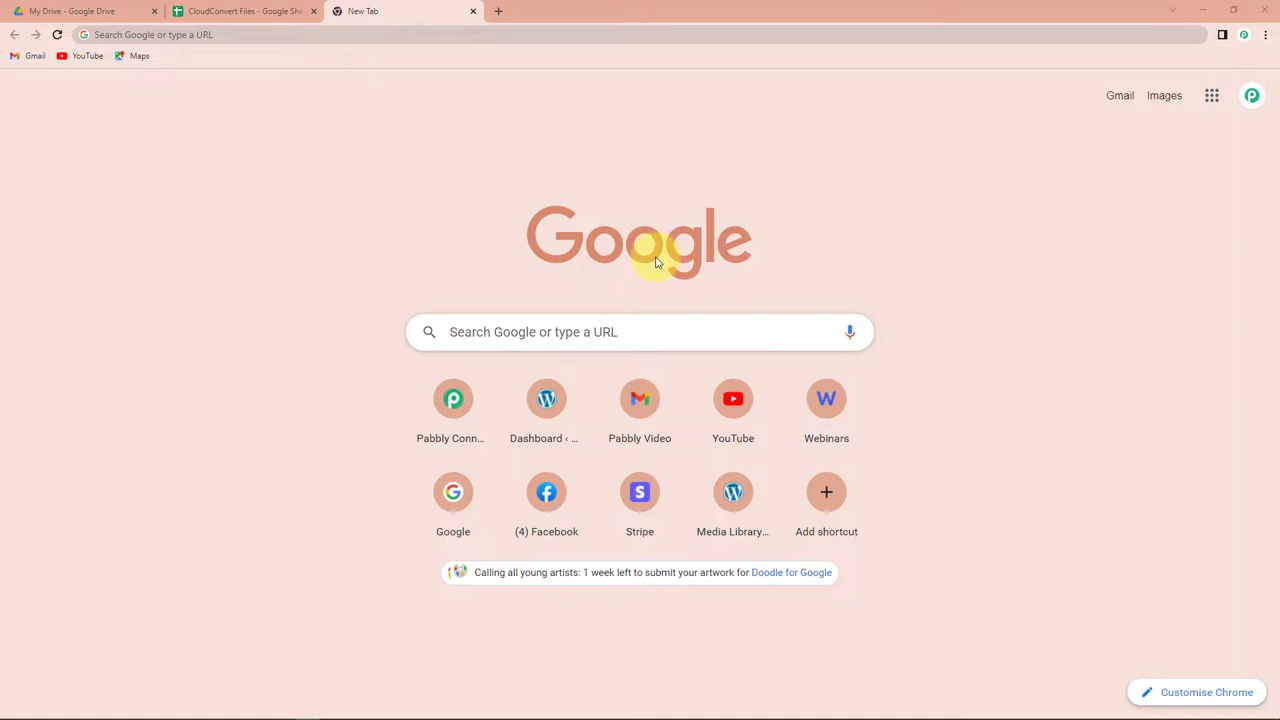 My Drive - Google Drive
CloudConvert Files - Google She
New Tab
Search Google or type a URL
Gmail
YouTube
Maps
Gmail
Images
Google
Search Google or type a URL
Pabbly Conn...
Dashboard ‹ ...
Pabbly Video
YouTube
Webinars
Google
(4) Facebook
Stripe
Media Library...
Add shortcut
Calling all young artists: 1 week left to submit your artwork for Doodle for Google
Customise Chrome